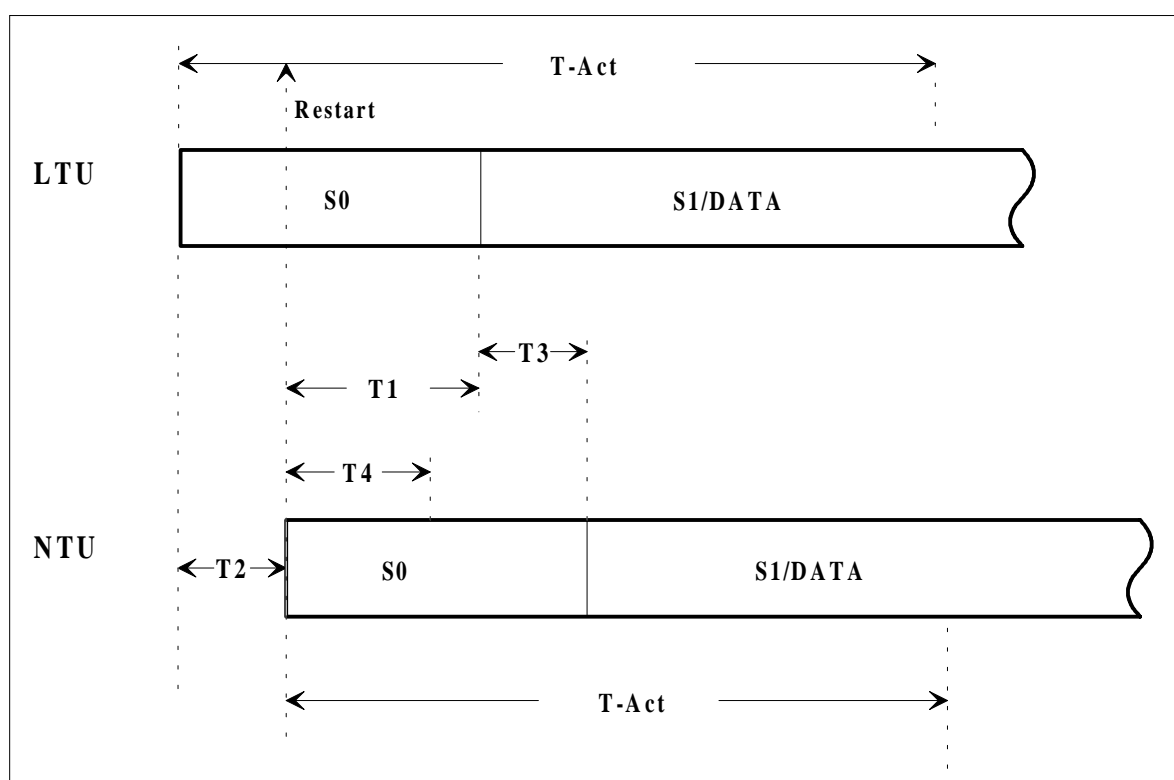 T-Act
Restart
LTU
S0
S1/DATA
T3
T1
T4
NTU
T2
S0
S1/DATA
T-Act